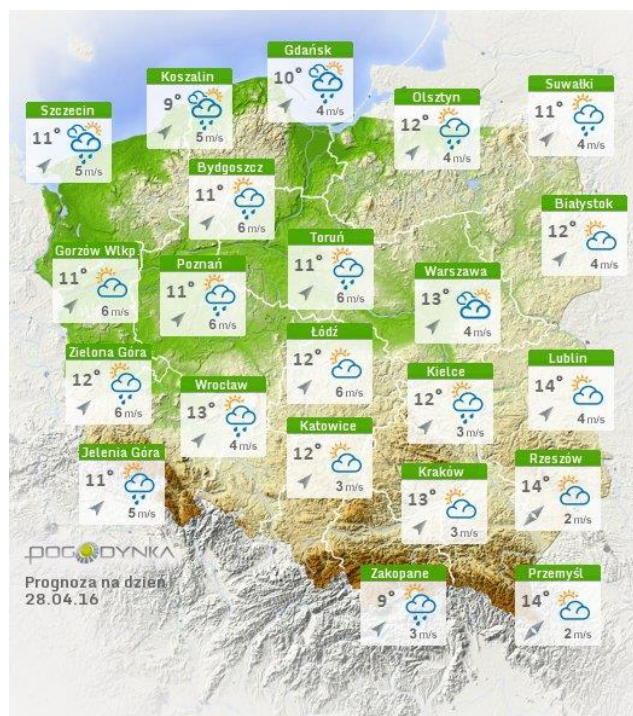 Gdańsk
10°
4 m/s
Koszalin
9°
5 m/s
Szczecin
11°
5 m/s
Olsztyn
12°
4 m/s
Suwałki
11°
4 m/s
Bydgoszcz
11°
6 m/s
Białystok
12°
4 m/s
Gorzów Wlkp
11°
6 m/s
Poznań
11°
6 m/s
Toruń
11°
6 m/s
Warszawa
13°
4 m/s
Zielona Góra
12°
6 m/s
Wrocław
13°
4 m/s
Łódź
12°
6 m/s
Kielce
12°
3 m/s
Lublin
14°
4 m/s
Jelenia Góra
11°
5 m/s
Katowice
12°
3 m/s
Kraków
13°
3 m/s
Rzeszów
14°
2 m/s
Zakopane
9°
3 m/s
Przemyśl
14°
2 m/s
POGODYNKA
Prognoza na dzień
28.04.16